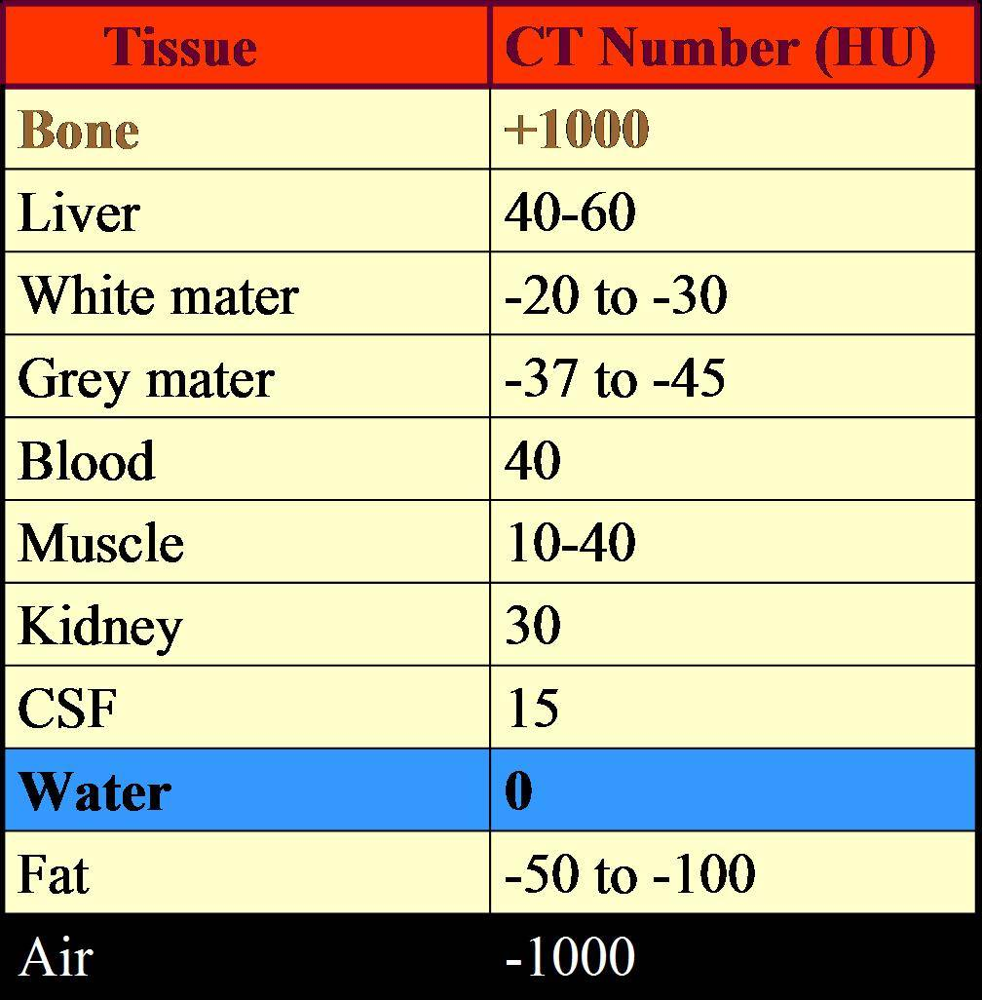 Tissue CT Number (HU)
Bone +1000
Liver 40-60
White mater -20 to -30
Grey mater -37 to -45
Blood 40
Muscle 10-40
Kidney 30
CSF 15
Water 0
Fat -50 to -100
Air -1000